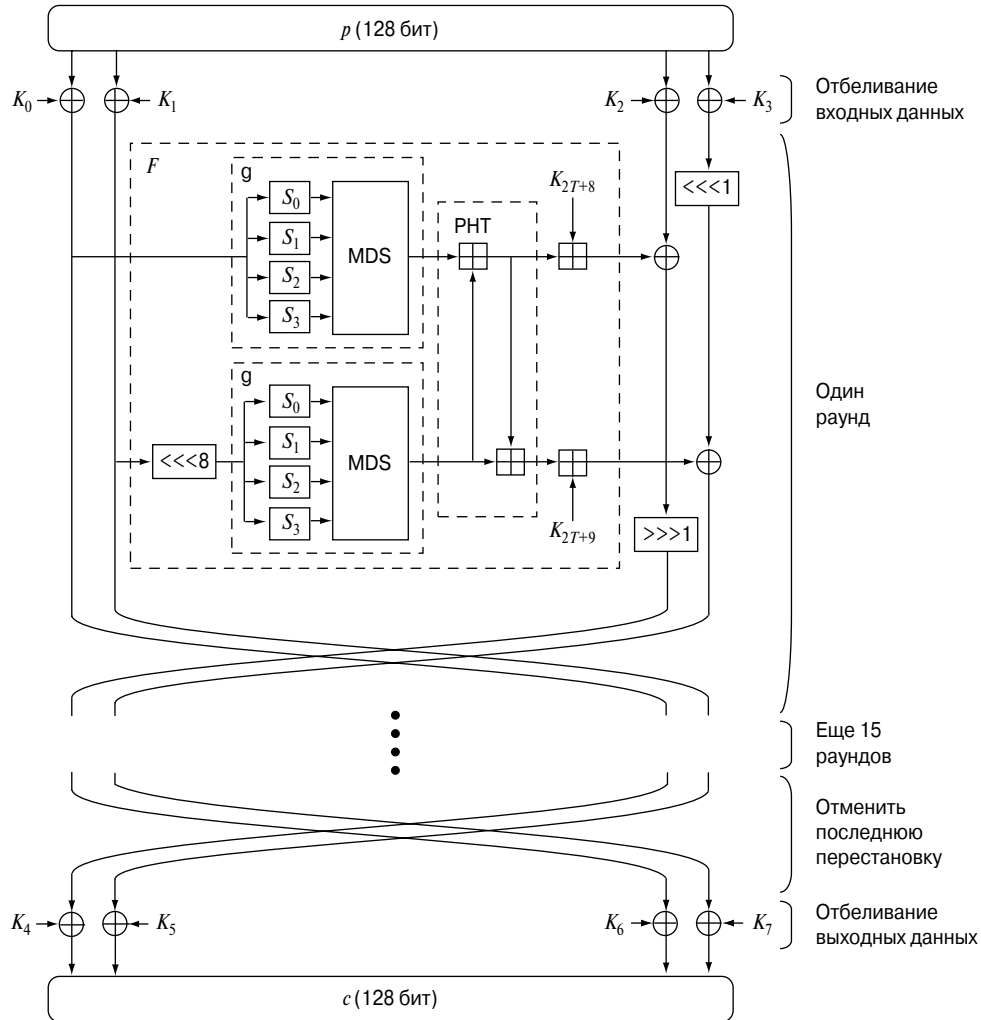 p (128 бит)
K0 K1 K2 K3
Отбеливание
входных данных
F
g
S0
S1
S2
S3
MDS
PHT
K2T+8
<<<1
Один
раунд
<<<8
g
S0
S1
S2
S3
MDS
K2T+9
>>>1
Еще 15
раундов
Отменить
последнюю
перестановку
K4 K5 K6 K7
Отбеливание
выходных данных
c (128 бит)